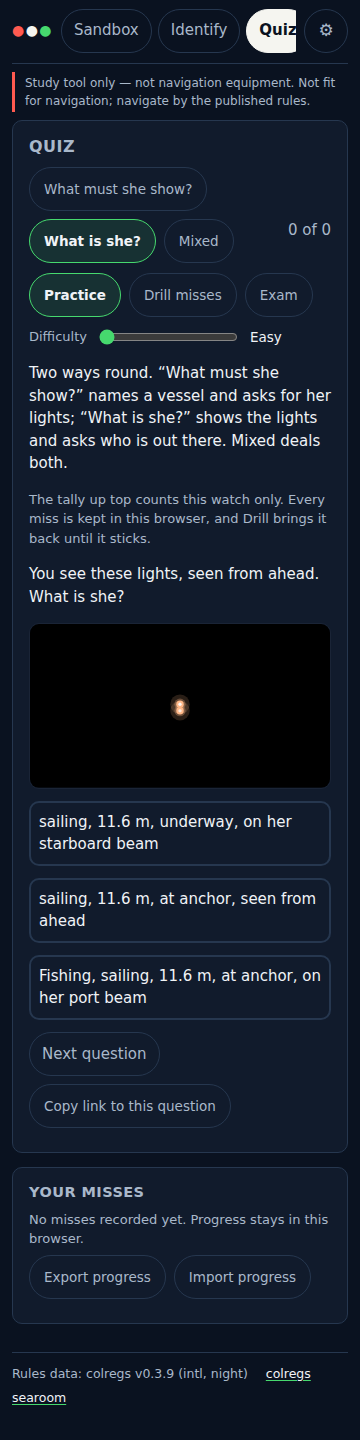 Sandbox Identify Quiz ⚙
Study tool only — not navigation equipment. Not fit
for navigation; navigate by the published rules.
QUIZ
What must she show?
What is she? Mixed 0 of 0
Practice Drill misses Exam
Difficulty Easy
Two ways round. “What must she
show?” names a vessel and asks for her
lights; “What is she?” shows the lights
and asks who is out there. Mixed deals
both.
The tally up top counts this watch only. Every
miss is kept in this browser, and Drill brings it
back until it sticks.
You see these lights, seen from ahead.
What is she?
sailing, 11.6 m, underway, on her
starboard beam
sailing, 11.6 m, at anchor, seen from
ahead
Fishing, sailing, 11.6 m, at anchor, on
her port beam
Next question
Copy link to this question
YOUR MISSES
No misses recorded yet. Progress stays in this
browser.
Export progress Import progress
Rules data: colregs v0.3.9 (intl, night) colregs
searoom